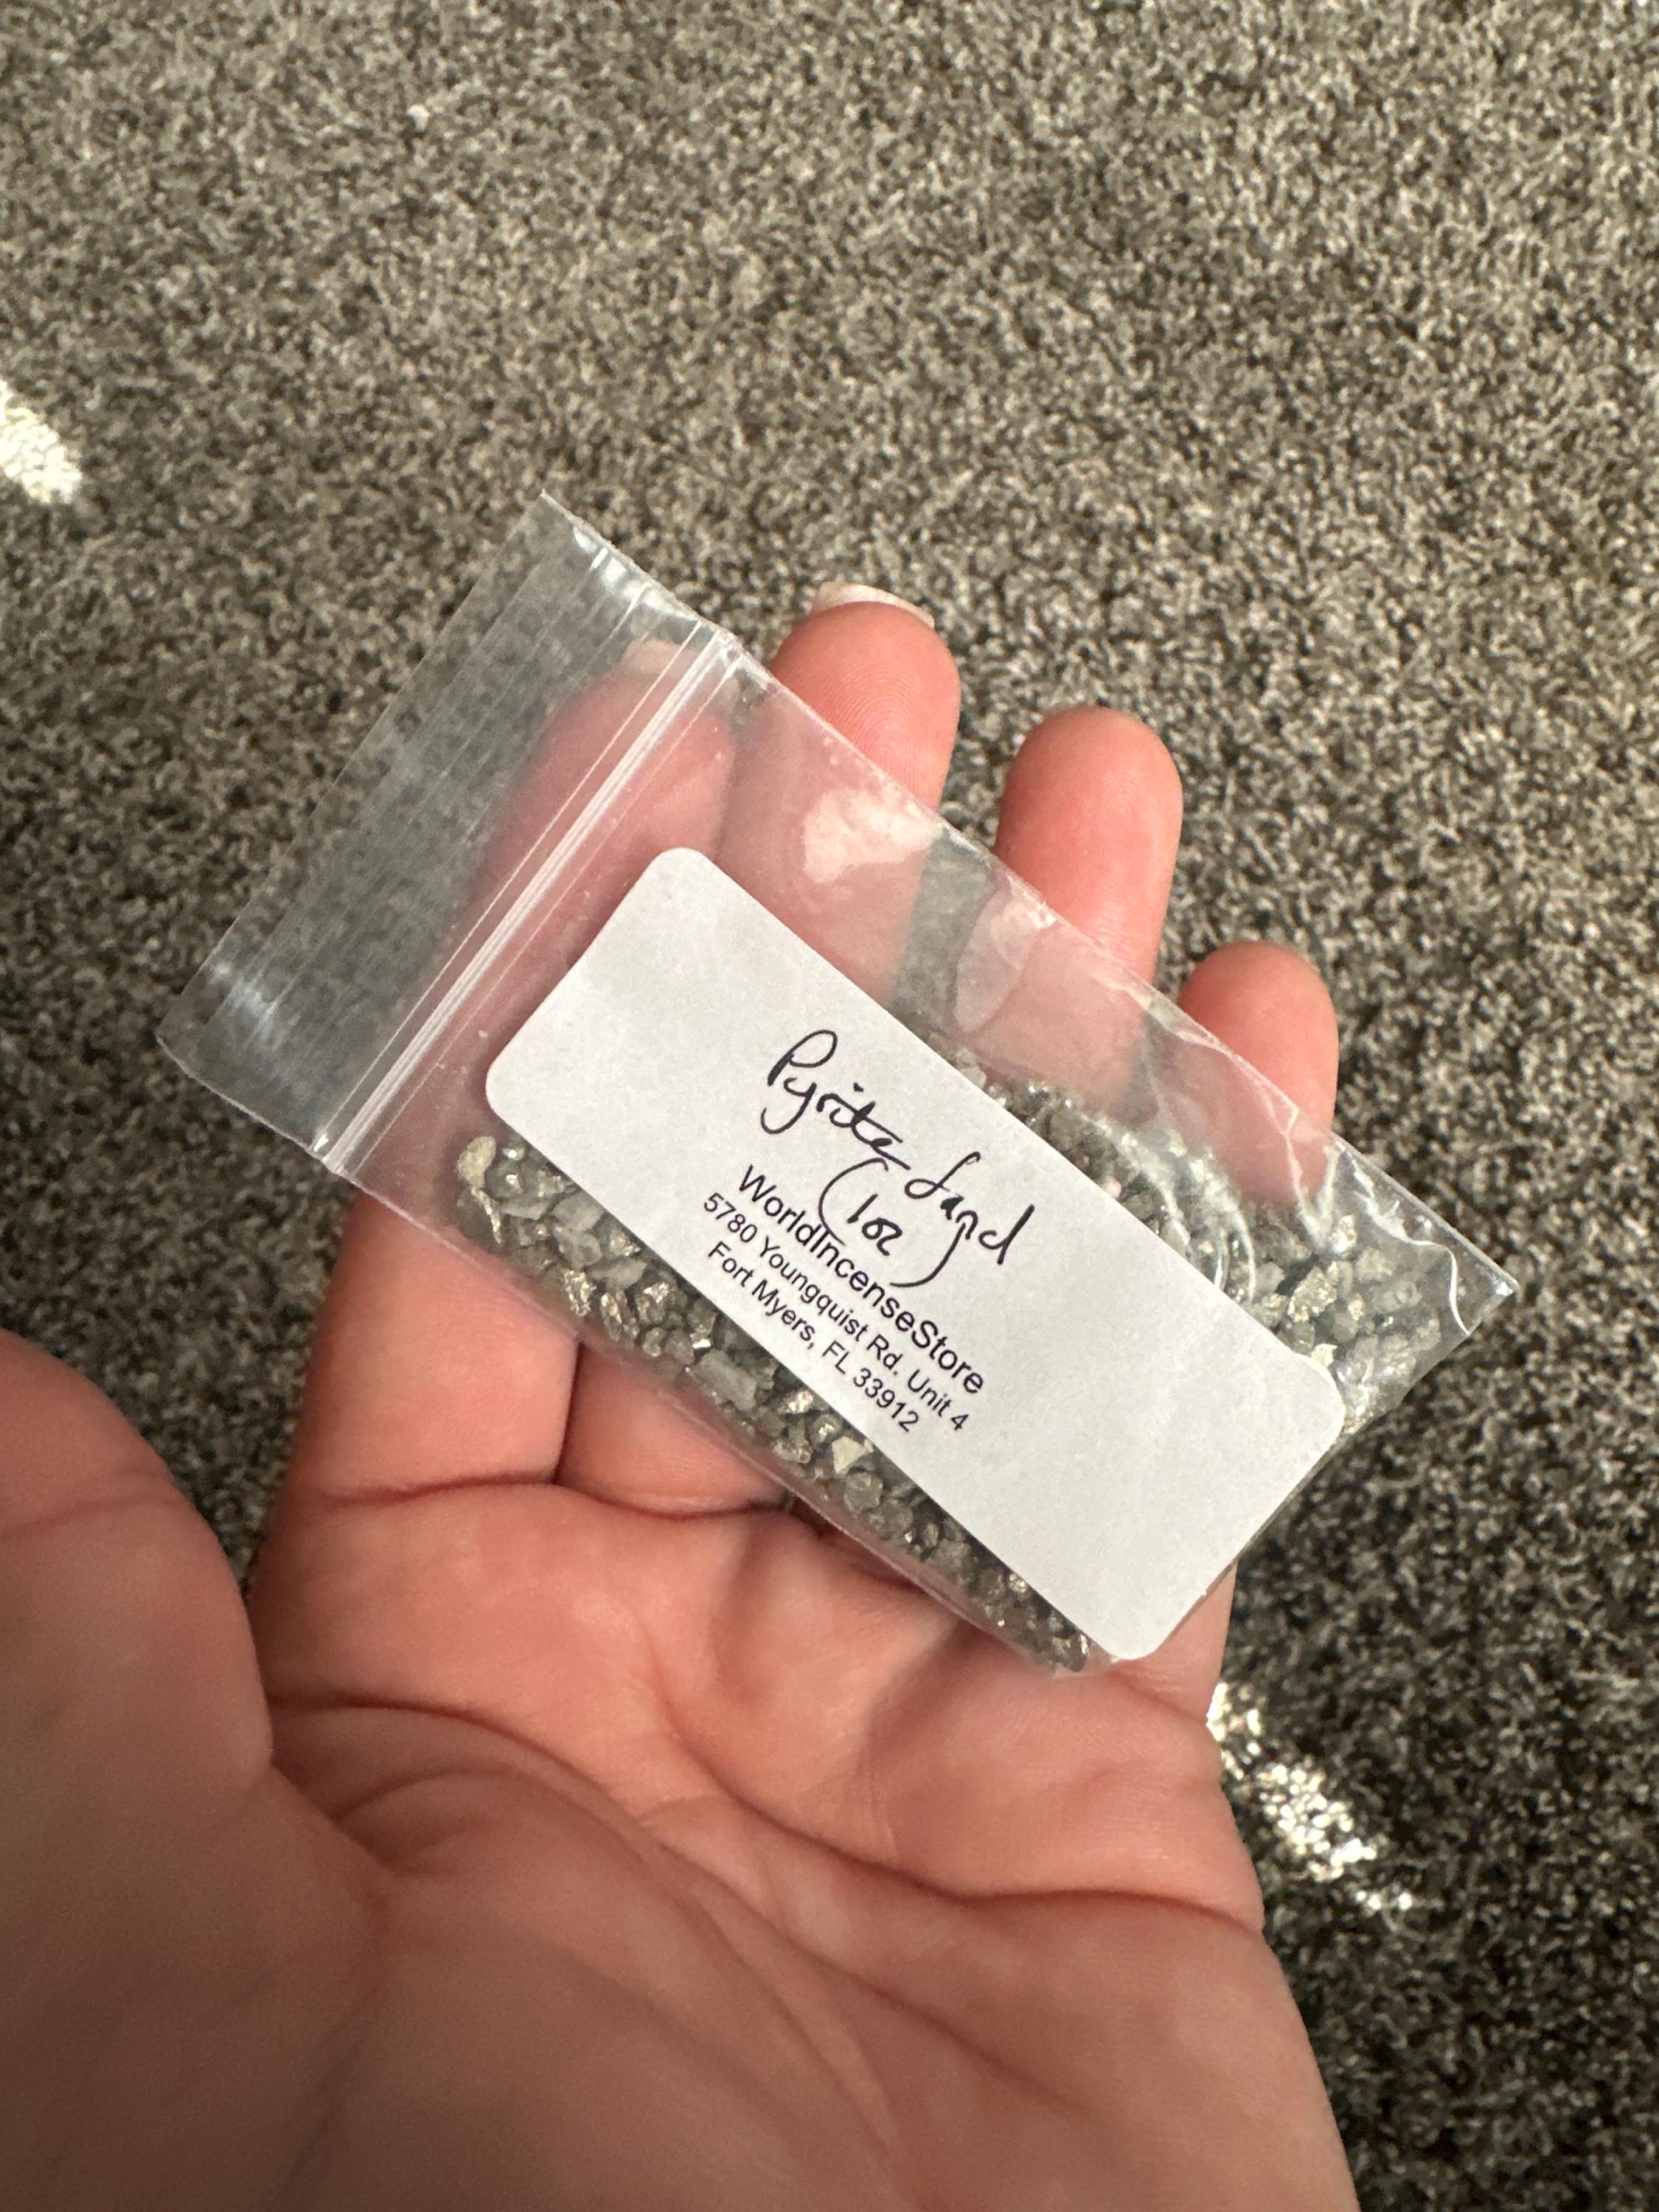 Pyrite Sand
(1oz)
WorldIncenseStore
5780 Youngquist Rd. Unit 4
Fort Myers, FL 33912